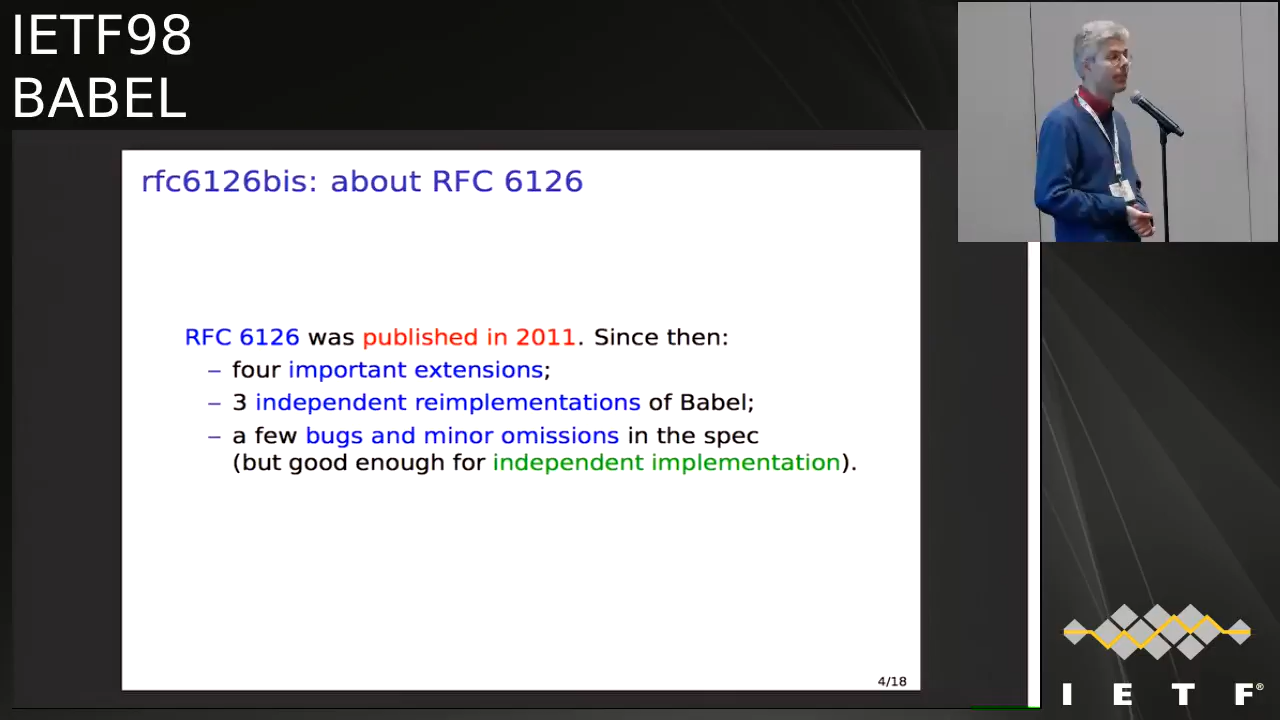 IETF98
BABEL
rfc6126bis: about RFC 6126
RFC 6126 was published in 2011. Since then:
– four important extensions;
– 3 independent reimplementations of Babel;
– a few bugs and minor omissions in the spec
(but good enough for independent implementation).
4/18
I E T F®